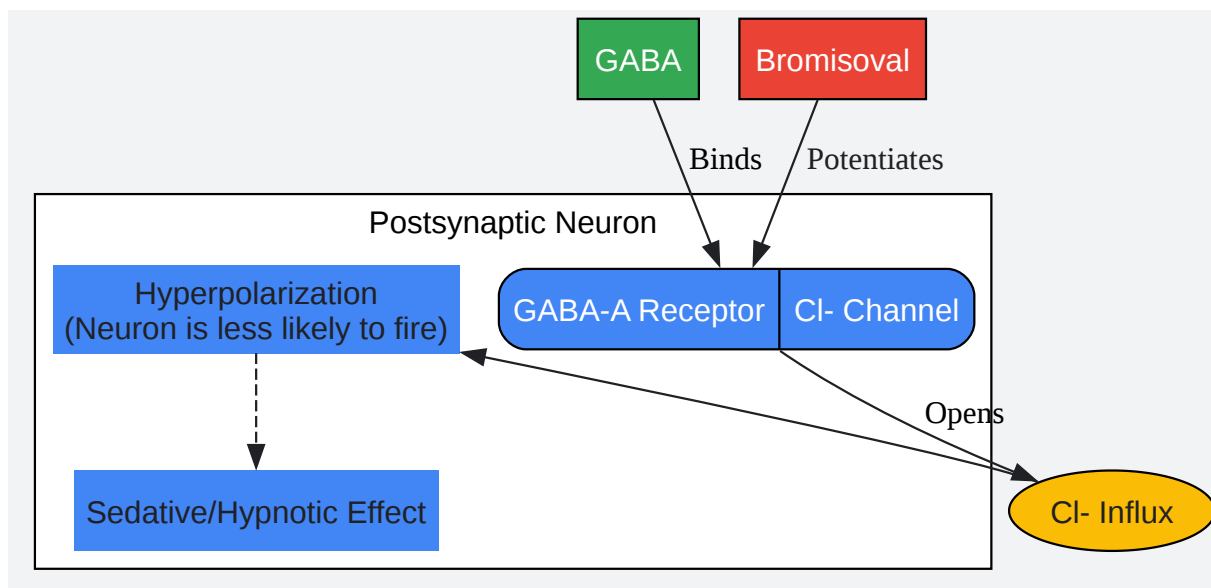 GABA
Bromisoval
Binds
Potentiates
Postsynaptic Neuron
Hyperpolarization
(Neuron is less likely to fire)
GABA-A Receptor
Cl- Channel
Opens
Sedative/Hypnotic Effect
Cl- Influx